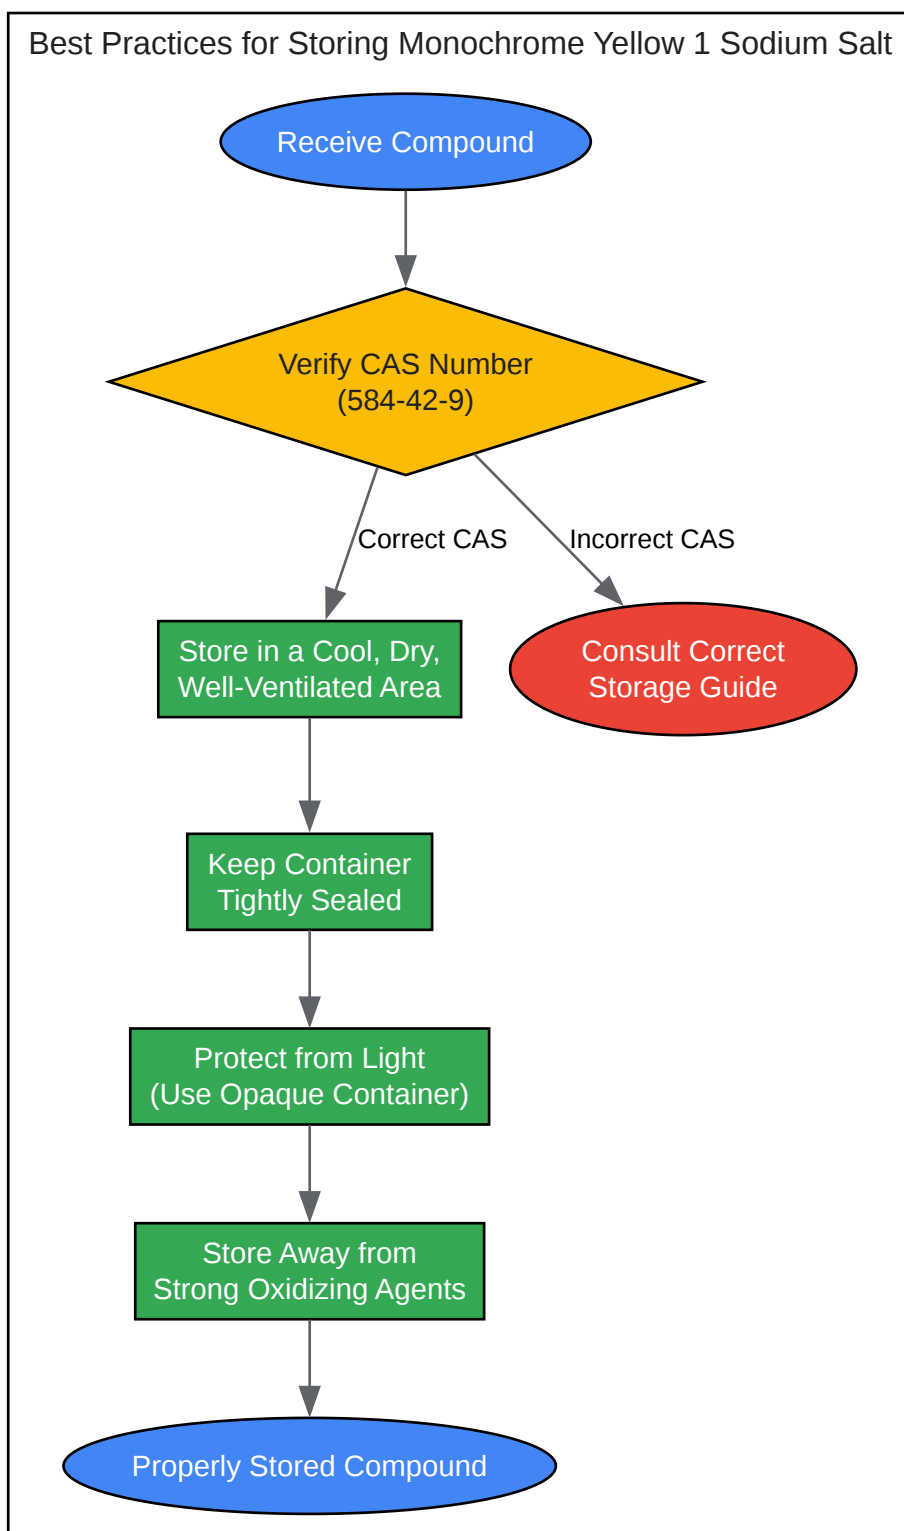 Best Practices for Storing Monochrome Yellow 1 Sodium Salt
Receive Compound
Verify CAS Number
(584-42-9)
Correct CAS
Incorrect CAS
Store in a Cool, Dry,
Well-Ventilated Area
Consult Correct
Storage Guide
Keep Container
Tightly Sealed
Protect from Light
(Use Opaque Container)
Store Away from
Strong Oxidizing Agents
Properly Stored Compound